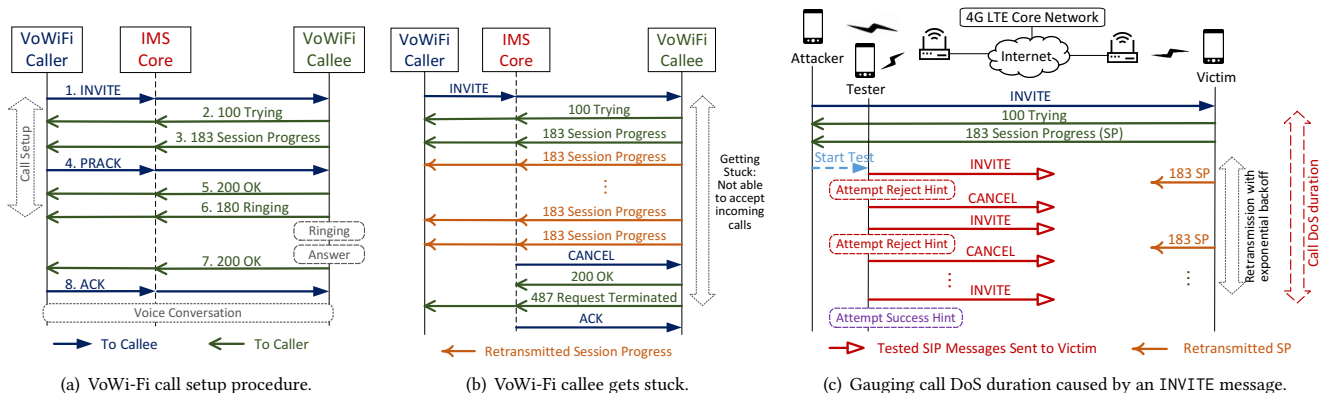 VoWiFi
Caller
IMS
Core
VoWiFi
Callee
Call Setup
1. INVITE
2. 100 Trying
3. 183 Session Progress
4. PRACK
5. 200 OK
6. 180 Ringing
Ringing
Answer
7. 200 OK
8. ACK
Voice Conversation
To Callee
To Caller
(a) VoWi-Fi call setup procedure.
VoWiFi
Caller
IMS
Core
VoWiFi
Callee
INVITE
100 Trying
183 Session Progress
183 Session Progress
183 Session Progress
183 Session Progress
CANCEL
200 OK
487 Request Terminated
ACK
Getting
Stuck:
Not able
to accept
incoming
calls
Retransmitted Session Progress
(b) VoWi-Fi callee gets stuck.
4G LTE Core Network
Internet
Attacker
Tester
Victim
INVITE
100 Trying
183 Session Progress (SP)
Start Test
INVITE
183 SP
Attempt Reject Hint
CANCEL
INVITE
Attempt Reject Hint
183 SP
CANCEL
INVITE
Attempt Success Hint
Retransmission with
exponential backoff
Call DoS duration
Tested SIP Messages Sent to Victim
Retransmitted SP
(c) Gauging call DoS duration caused by an INVITE message.